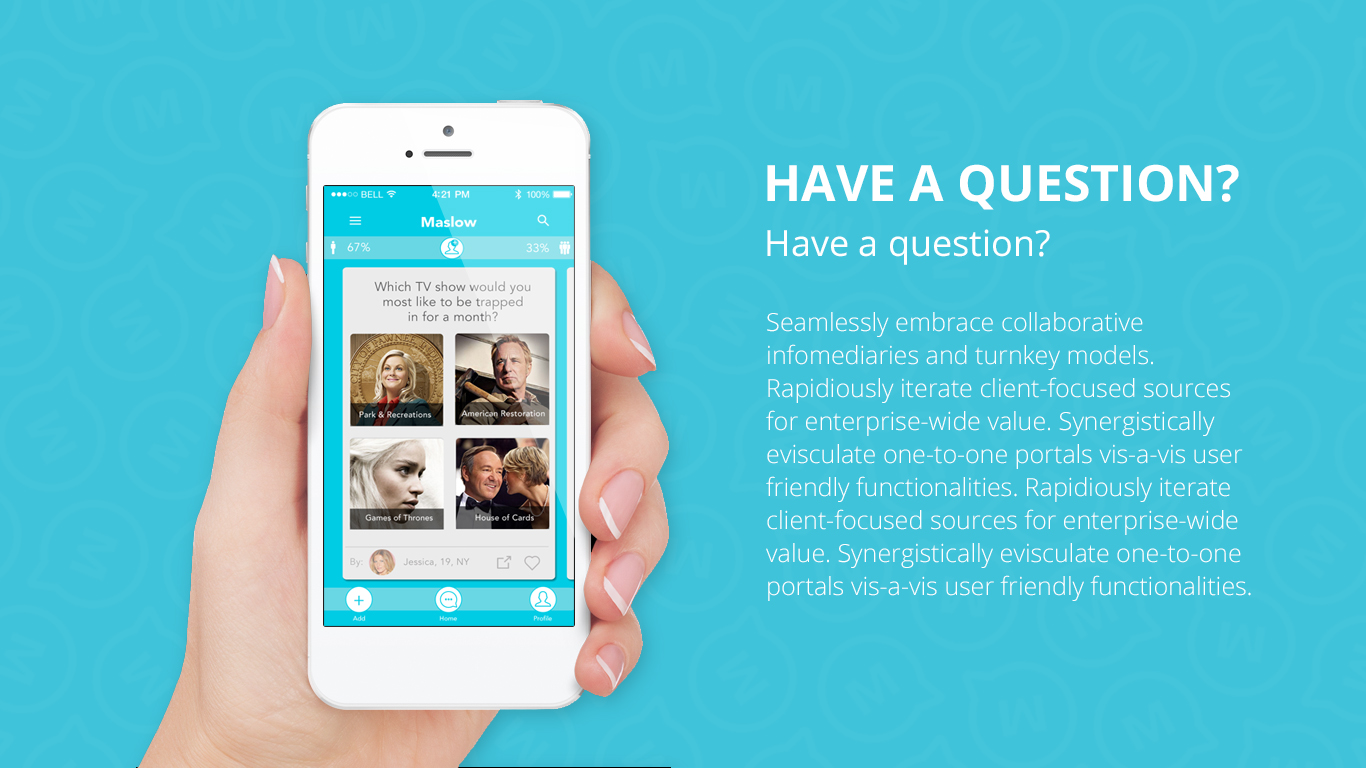 BELL 4:21 PM 100%
Maslow
67% 33%
Which TV show would you
most like to be trapped
in for a month?
Park & Recreations
American Restoration
Games of Thrones
House of Cards
By: Jessica, 19, NY
Add
Home
Profile
HAVE A QUESTION?
Have a question?
Seamlessly embrace collaborative
infomediaries and turnkey models.
Rapidiously iterate client-focused sources
for enterprise-wide value. Synergistically
evisculate one-to-one portals vis-a-vis user
friendly functionalities. Rapidiously iterate
client-focused sources for enterprise-wide
value. Synergistically evisculate one-to-one
portals vis-a-vis user friendly functionalities.